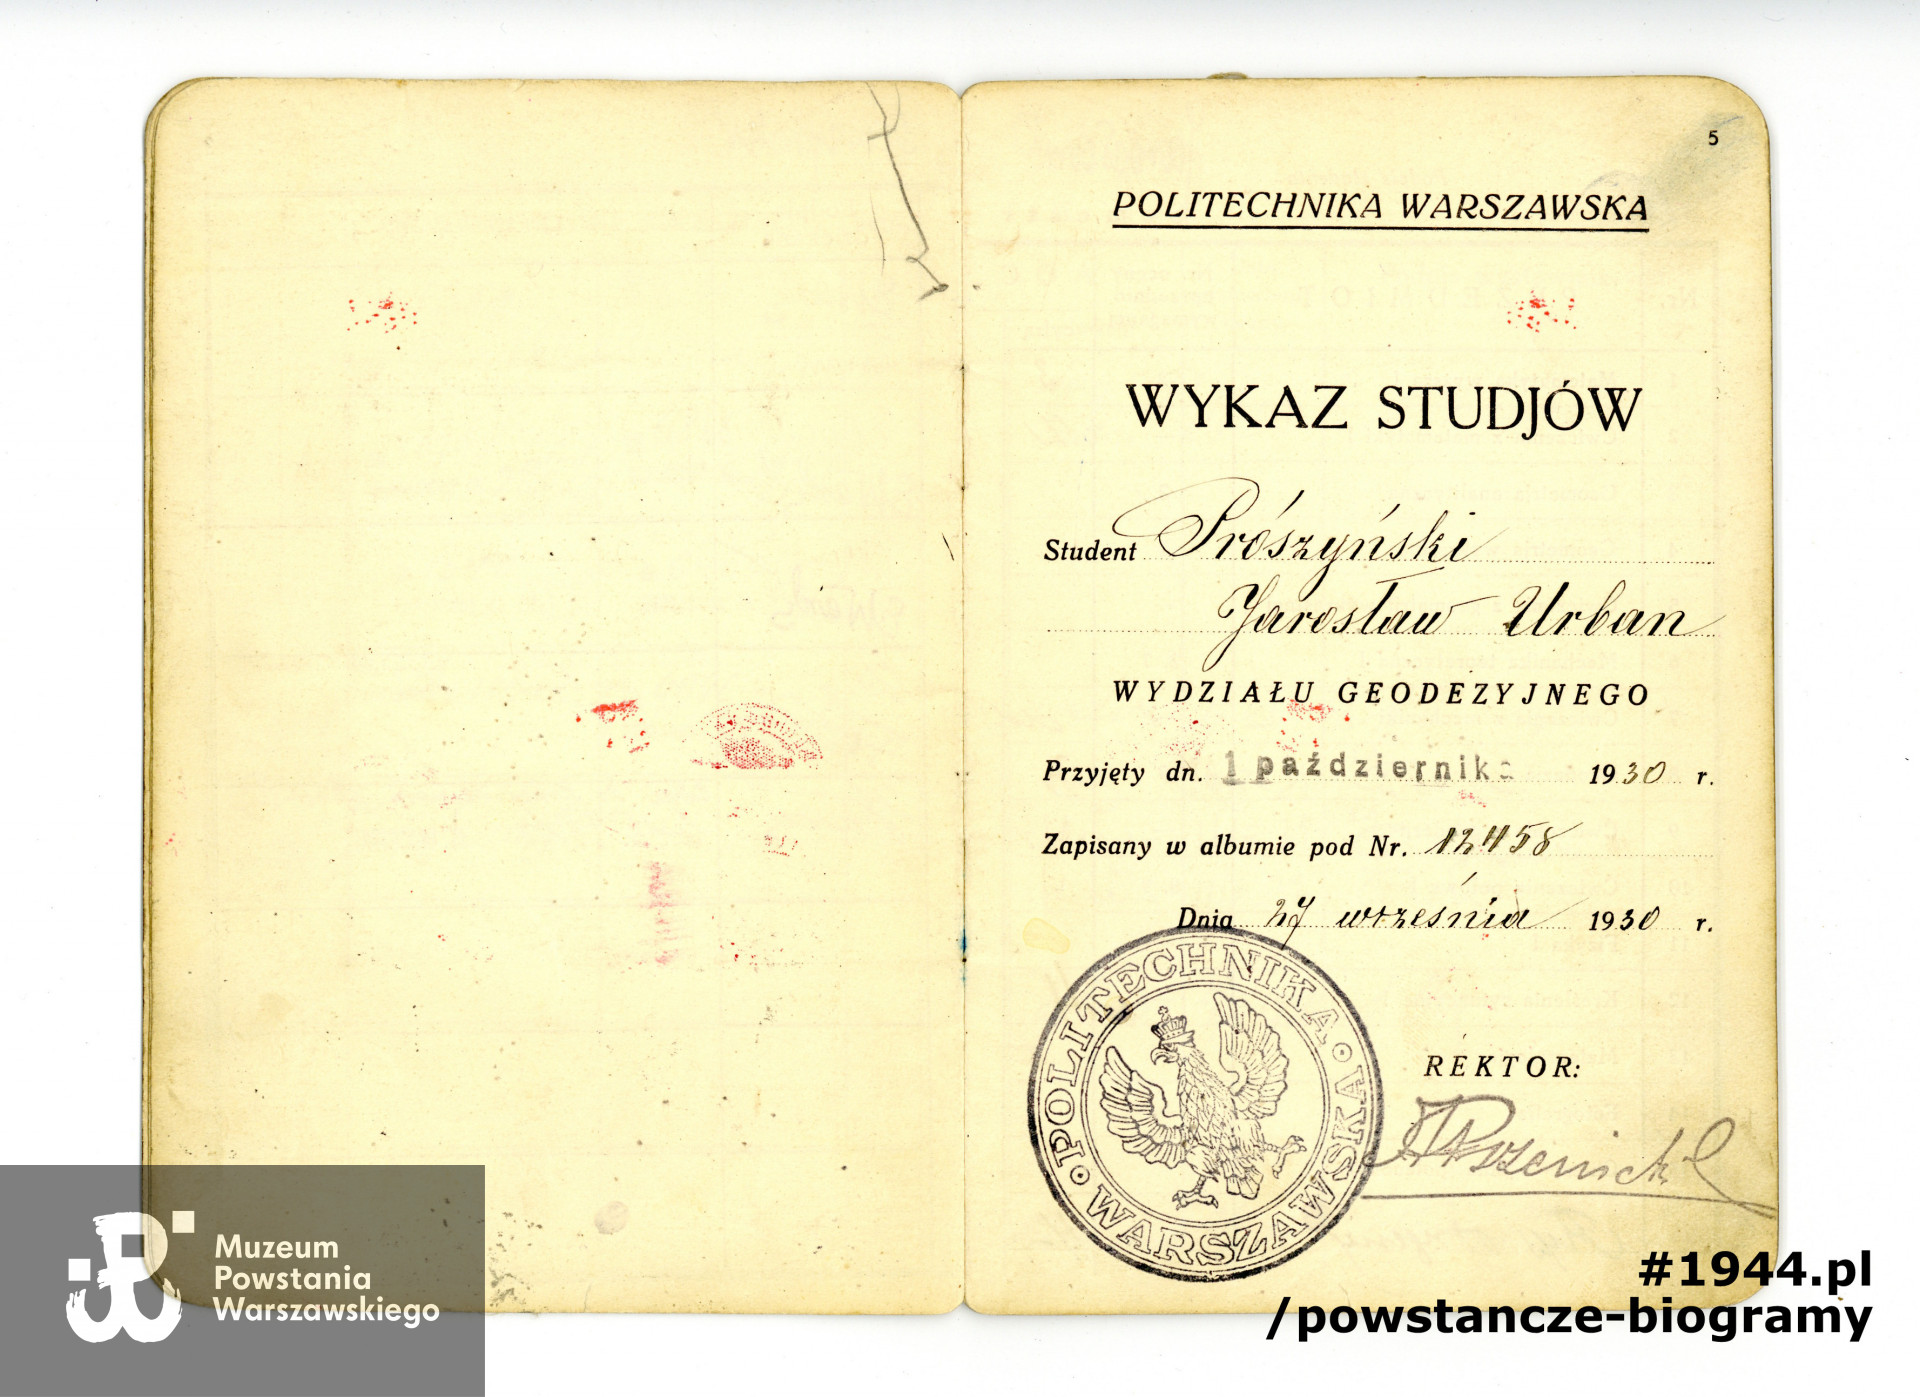 5
POLITECHNIKA WARSZAWSKA
WYKAZ STUDJÓW
Student Prószyński
Jarosław Urban
WYDZIAŁU GEODEZYJNEGO
Przyjęty dn. 1 października 1930 r.
Zapisany w albumie pod Nr. 12458
Dnia 27 września 1930 r.
POLITECHNIKA WARSZAWSKA
REKTOR:
Pszenicki
Muzeum
Powstania
Warszawskiego
#1944.pl
/powstancze-biogramy